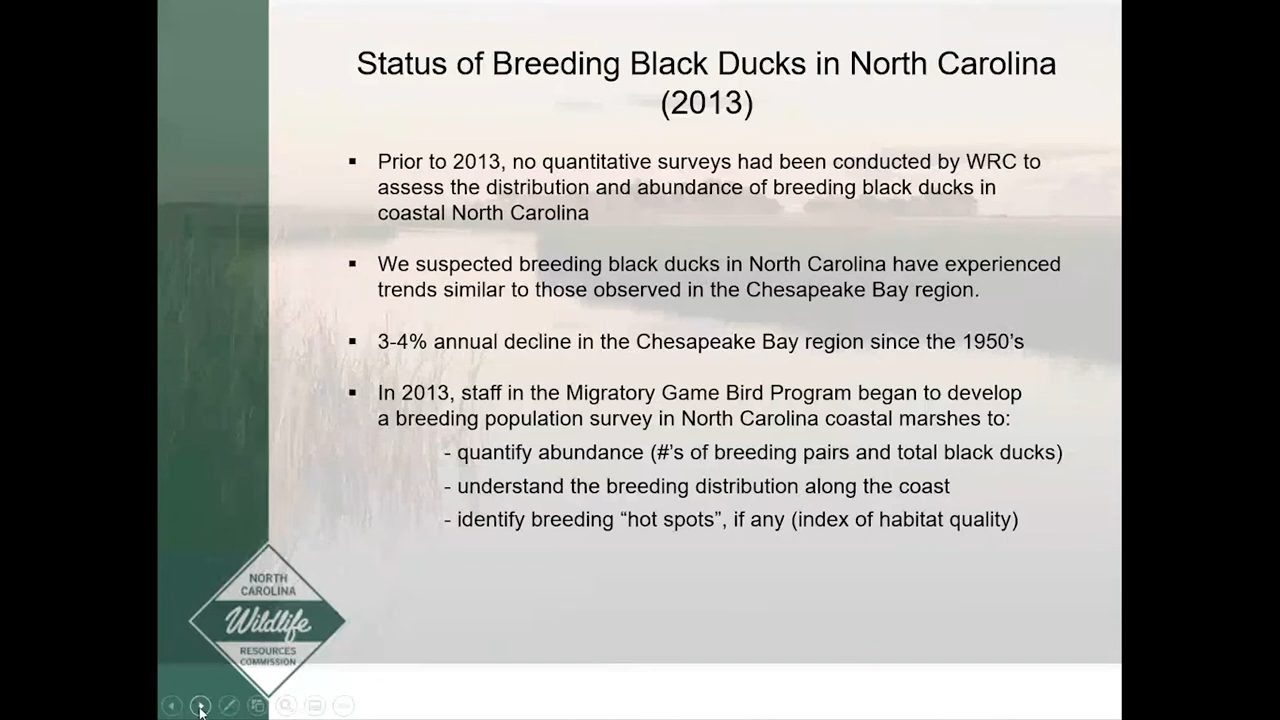 Status of Breeding Black Ducks in North Carolina
(2013)
▪ Prior to 2013, no quantitative surveys had been conducted by WRC to
assess the distribution and abundance of breeding black ducks in
coastal North Carolina
▪ We suspected breeding black ducks in North Carolina have experienced
trends similar to those observed in the Chesapeake Bay region.
▪ 3-4% annual decline in the Chesapeake Bay region since the 1950’s
▪ In 2013, staff in the Migratory Game Bird Program began to develop
a breeding population survey in North Carolina coastal marshes to:
- quantify abundance (#’s of breeding pairs and total black ducks)
- understand the breeding distribution along the coast
- identify breeding “hot spots”, if any (index of habitat quality)
NORTH
CAROLINA
Wildlife
RESOURCES
COMMISSION